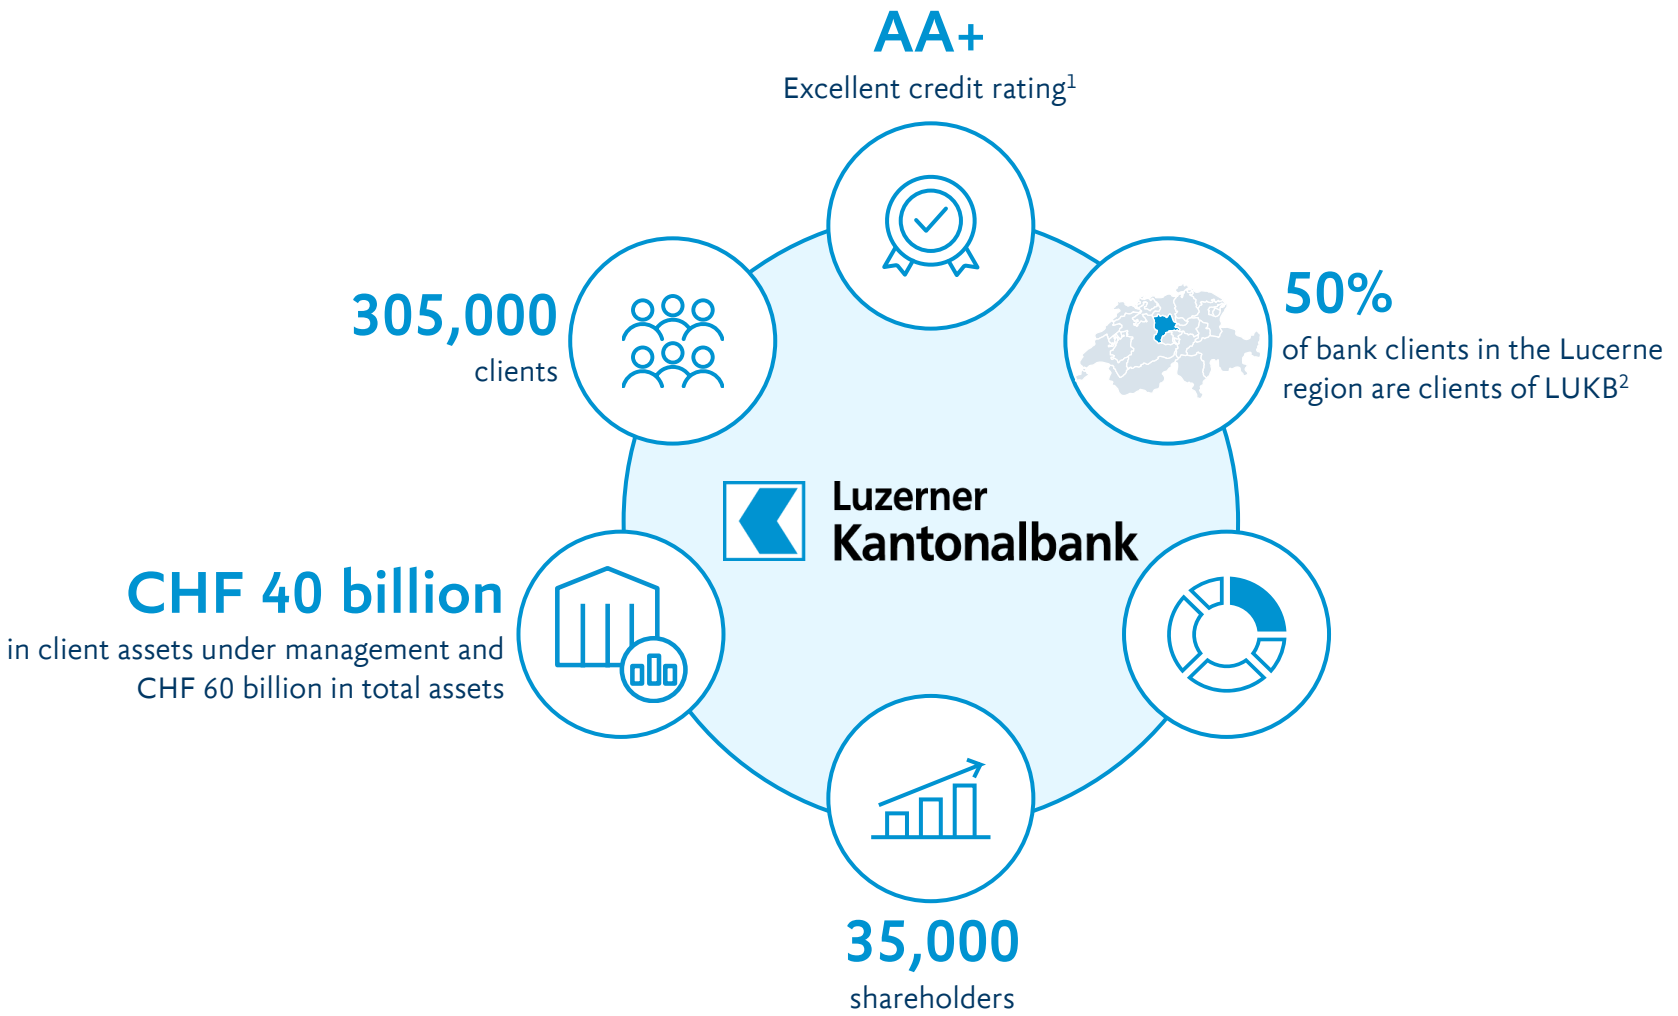 AA+
Excellent credit rating¹
305,000
clients
50%
of bank clients in the Lucerne
region are clients of LUKB²
Luzerner
Kantonalbank
CHF 40 billion
in client assets under management and
CHF 60 billion in total assets
35,000
shareholders